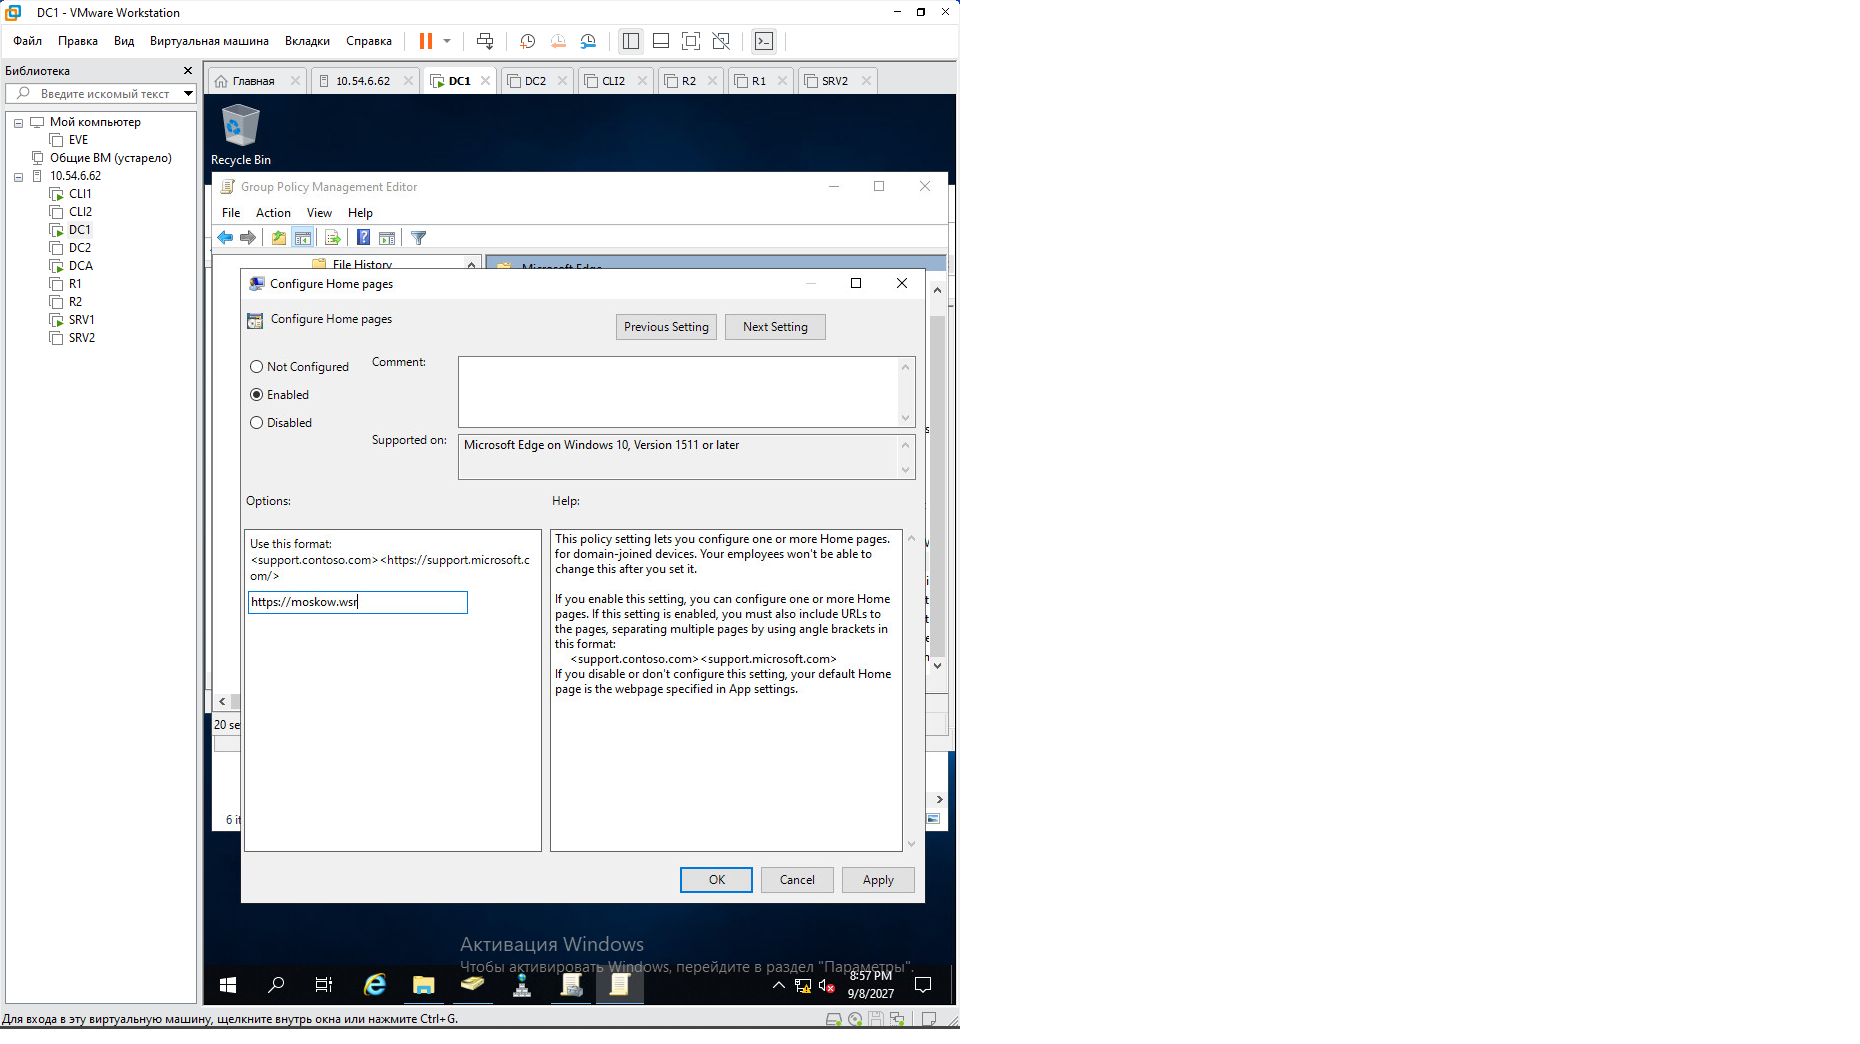 DC1 - VMware Workstation
Файл Правка Вид Виртуальная машина Вкладки Справка
Библиотека
Введите искомый текст
Мой компьютер
EVE
Общие ВМ (устарело)
10.54.6.62
CLI1
CLI2
DC1
DC2
DCA
R1
R2
SRV1
SRV2
Главная 10.54.6.62 DC1 DC2 CLI2 R2 R1 SRV2
Recycle Bin
Group Policy Management Editor
File Action View Help
File History
Microsoft Edge
Configure Home pages
Configure Home pages
Previous Setting Next Setting
Not Configured
Enabled
Disabled
Comment:
Supported on:
Microsoft Edge on Windows 10, Version 1511 or later
Options:
Help:
Use this format:
<support.contoso.com><https://support.microsoft.c
om/>
https://moskow.wsr
This policy setting lets you configure one or more Home pages.
for domain-joined devices. Your employees won't be able to
change this after you set it.
If you enable this setting, you can configure one or more Home
pages. If this setting is enabled, you must also include URLs to
the pages, separating multiple pages by using angle brackets in
this format:
<support.contoso.com><support.microsoft.com>
If you disable or don't configure this setting, your default Home
page is the webpage specified in App settings.
20 se
6 it
OK Cancel Apply
Активация Windows
Чтобы активировать Windows, перейдите в раздел "Параметры".
8:57 PM
9/8/2027
Для входа в эту виртуальную машину, щелкните внутрь окна или нажмите Ctrl+G.